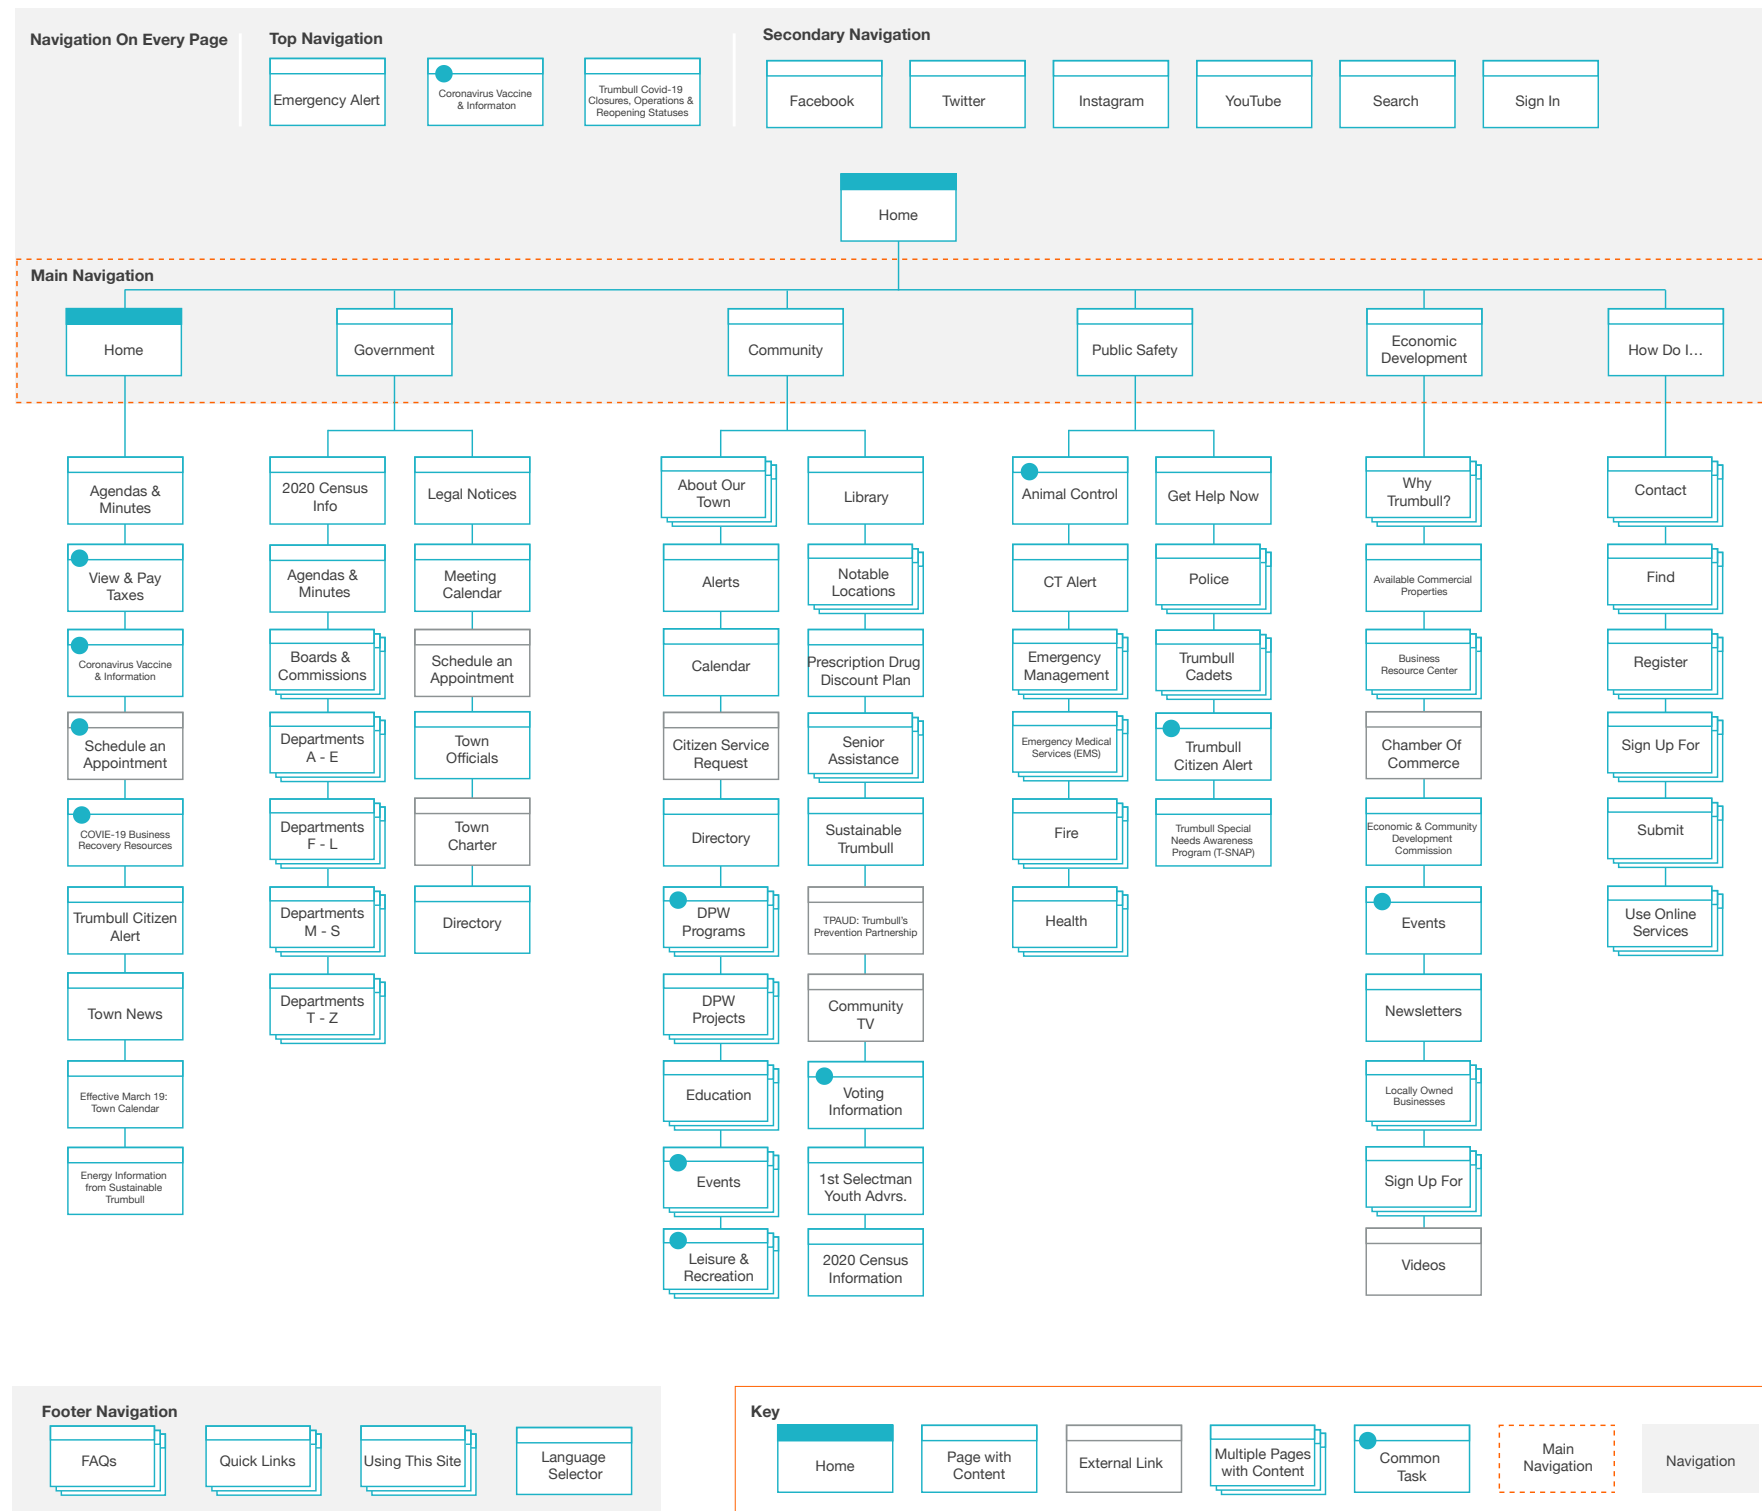 Navigation On Every Page
Top Navigation
Emergency Alert
Coronavirus Vaccine
& Informaton
Trumbull Covid-19
Closures, Operations &
Reopening Statuses
Secondary Navigation
Facebook
Twitter
Instagram
YouTube
Search
Sign In
Home
Main Navigation
Home
Government
Community
Public Safety
Economic
Development
How Do I...
Agendas &
Minutes
View & Pay
Taxes
Coronavirus Vaccine
& Information
Schedule an
Appointment
COVIE-19 Business
Recovery Resources
Trumbull Citizen
Alert
Town News
Effective March 19:
Town Calendar
Energy Information
from Sustainable
Trumbull
2020 Census
Info
Agendas &
Minutes
Boards &
Commissions
Departments
A - E
Departments
F - L
Departments
M - S
Departments
T - Z
Legal Notices
Meeting
Calendar
Schedule an
Appointment
Town
Officials
Town
Charter
Directory
About Our
Town
Alerts
Calendar
Citizen Service
Request
Directory
DPW
Programs
DPW
Projects
Education
Events
Leisure &
Recreation
Library
Notable
Locations
Prescription Drug
Discount Plan
Senior
Assistance
Sustainable
Trumbull
TPAUD: Trumbull's
Prevention Partnership
Community
TV
Voting
Information
1st Selectman
Youth Advrs.
2020 Census
Information
Animal Control
CT Alert
Emergency
Management
Emergency Medical
Services (EMS)
Fire
Health
Get Help Now
Police
Trumbull
Cadets
Trumbull
Citizen Alert
Trumbull Special
Needs Awareness
Program (T-SNAP)
Why
Trumbull?
Available Commercial
Properties
Business
Resource Center
Chamber Of
Commerce
Economic & Community
Development
Commission
Events
Newsletters
Locally Owned
Businesses
Sign Up For
Videos
Contact
Find
Register
Sign Up For
Submit
Use Online
Services
Footer Navigation
FAQs
Quick Links
Using This Site
Language
Selector
Key
Home
Page with
Content
External Link
Multiple Pages
with Content
Common
Task
Main
Navigation
Navigation